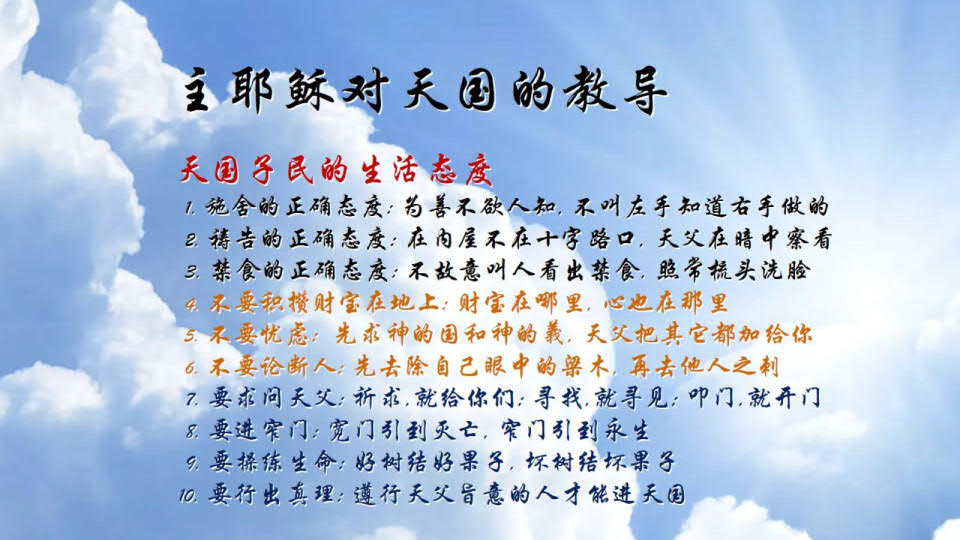 主耶稣对天国的教导
天国子民的生活态度
1. 施舍的正确态度: 为善不欲人知, 不叫左手知道右手做的
2. 祷告的正确态度: 在内屋不在十字路口, 天父在暗中察看
3. 禁食的正确态度: 不故意叫人看出禁食, 照常梳头洗脸
4. 不要积攒财宝在地上: 财宝在哪里, 心也在那里
5. 不要忧虑: 先求神的国和神的義, 天父把其它都加给你
6. 不要论断人: 先去除自己眼中的梁木, 再去他人之刺
7. 要求问天父: 祈求,就给你们; 寻找,就寻见; 叩门,就开门
8. 要进窄门: 宽门引到灭亡, 窄门引到永生
9. 要操练生命: 好树结好果子, 坏树结坏果子
10. 要行出真理: 遵行天父旨意的人才能进天国